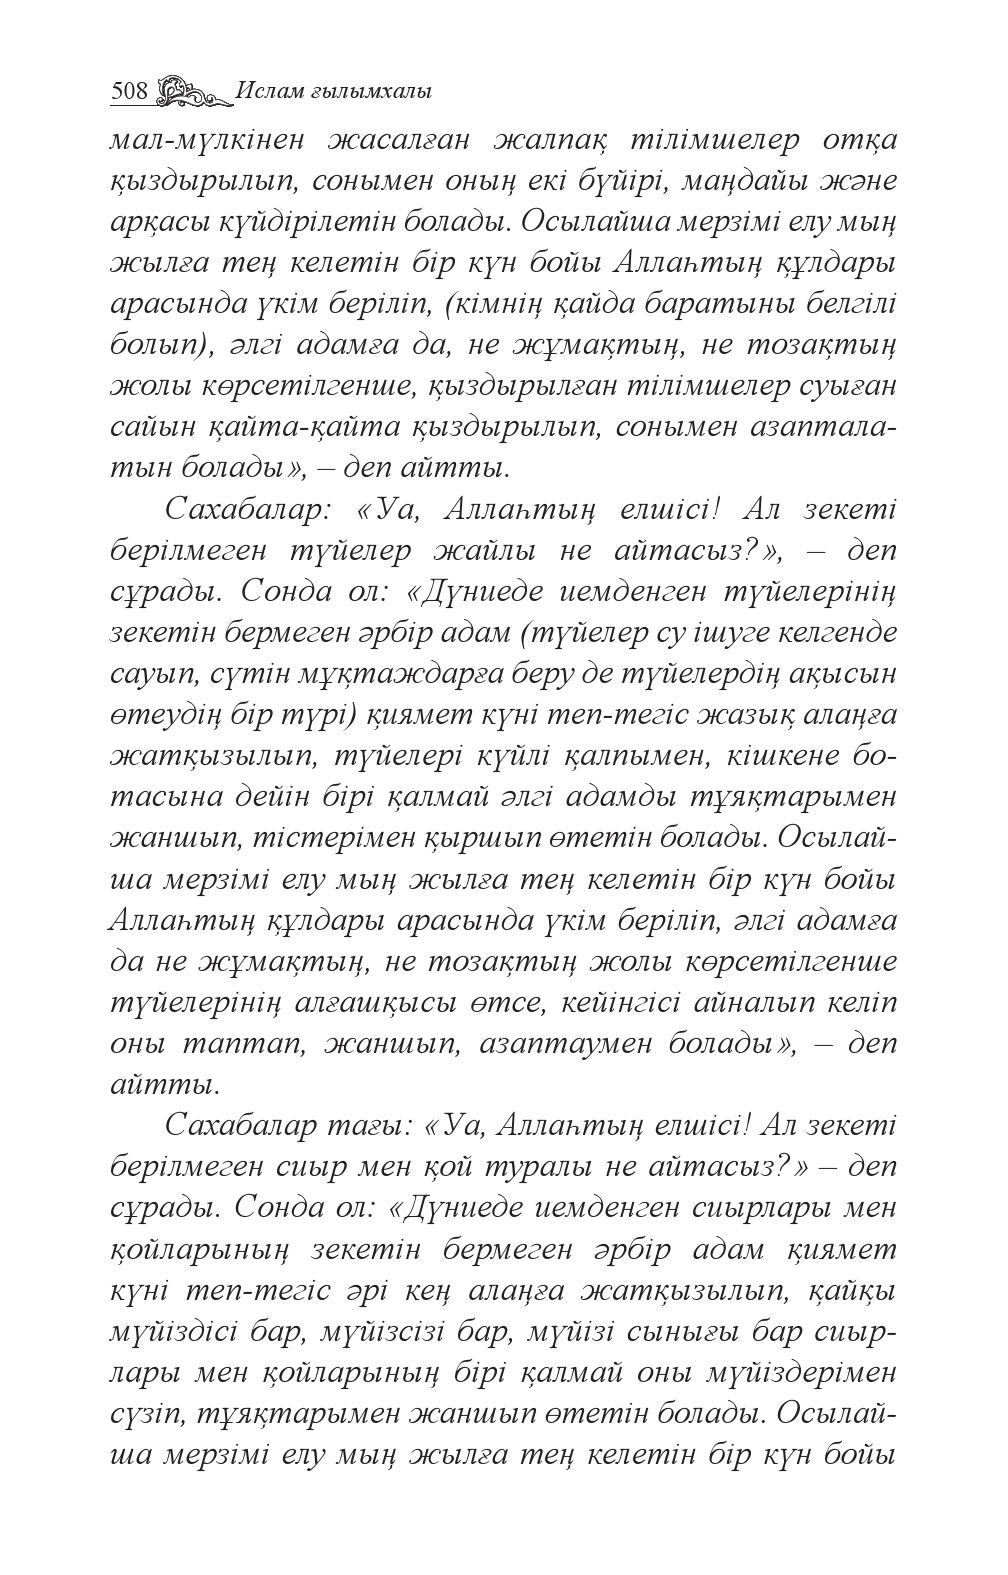 508 Ислам ғылымхалы
мал-мүлкінен жасалған жалпақ тілімшелер отқа
қыздырылып, сонымен оның екі бүйірі, маңдайы және
арқасы күйдірілетін болады. Осылайша мерзімі елу мың
жылға тең келетін бір күн бойы Аллаһтың құлдары
арасында үкім беріліп, (кімнің қайда баратыны белгілі
болып), әлгі адамға да, не жұмақтың, не тозақтың
жолы көрсетілгенше, қыздырылған тілімшелер суыған
сайын қайта-қайта қыздырылып, сонымен азаптала-
тын болады», – деп айтты.
Сахабалар: «Уа, Аллаһтың елшісі! Ал зекеті
берілмеген түйелер жайлы не айтасыз?», – деп
сұрады. Сонда ол: «Дүниеде иемденген түйелерінің
зекетін бермеген әрбір адам (түйелер су ішуге келгенде
сауып, сүтін мұқтаждарға беру де түйелердің ақысын
өтеудің бір түрі) қиямет күні теп-тегіс жазық алаңға
жатқызылып, түйелері күйлі қалпымен, кішкене бо-
тасына дейін бірі қалмай әлгі адамды тұяқтарымен
жаншып, тістерімен қыршып өтетін болады. Осылай-
ша мерзімі елу мың жылға тең келетін бір күн бойы
Аллаһтың құлдары арасында үкім беріліп, әлгі адамға
да не жұмақтың, не тозақтың жолы көрсетілгенше
түйелерінің алғашқысы өтсе, кейінгісі айналып келіп
оны таптап, жаншып, азаптаумен болады», – деп
айтты.
Сахабалар тағы: «Уа, Аллаһтың елшісі! Ал зекеті
берілмеген сиыр мен қой туралы не айтасыз?» – деп
сұрады. Сонда ол: «Дүниеде иемденген сиырлары мен
қойларының зекетін бермеген әрбір адам қиямет
күні теп-тегіс әрі кең алаңға жатқызылып, қайқы
мүйіздісі бар, мүйізсізі бар, мүйізі сынығы бар сиыр-
лары мен қойларының бірі қалмай оны мүйіздерімен
сүзіп, тұяқтарымен жаншып өтетін болады. Осылай-
ша мерзімі елу мың жылға тең келетін бір күн бойы